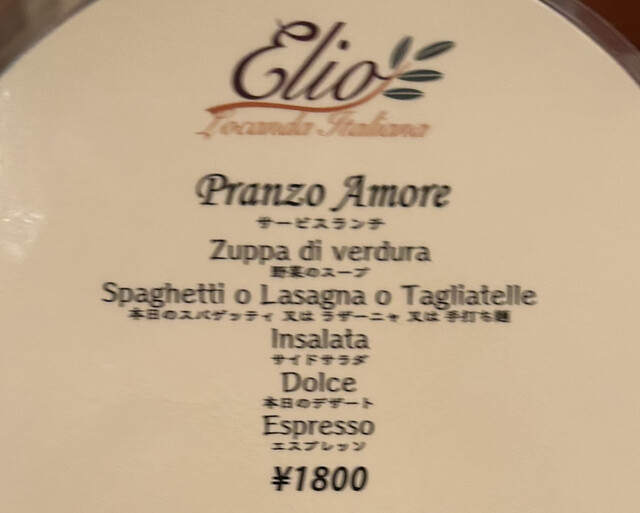 Elio
Locanda Italiana
Pranzo Amore
サービスランチ
Zuppa di verdura
野菜のスープ
Spaghetti o Lasagna o Tagliatelle
本日のスパゲッティ 又は ラザーニャ 又は 手打ち麺
Insalata
サイドサラダ
Dolce
本日のデザート
Espresso
エスプレッソ
¥1800